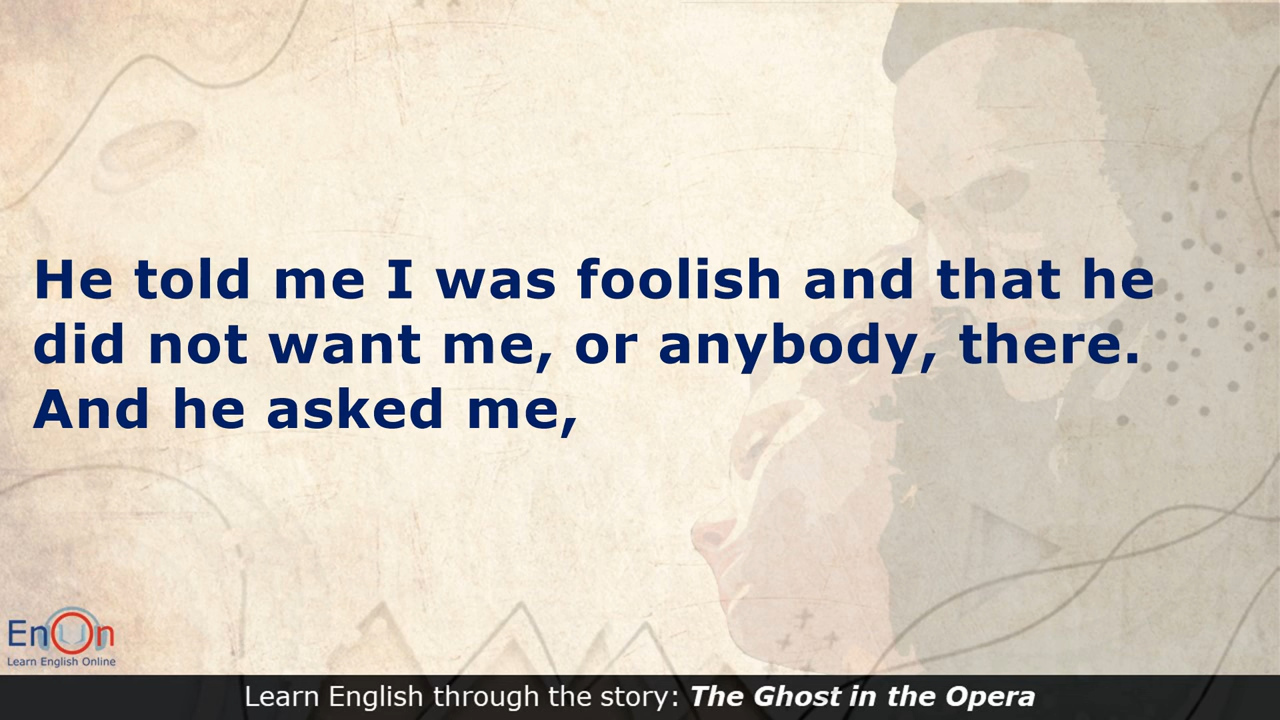 He told me I was foolish and that he
did not want me, or anybody, there.
And he asked me,
EnOn
Learn English Online
Learn English through the story: The Ghost in the Opera